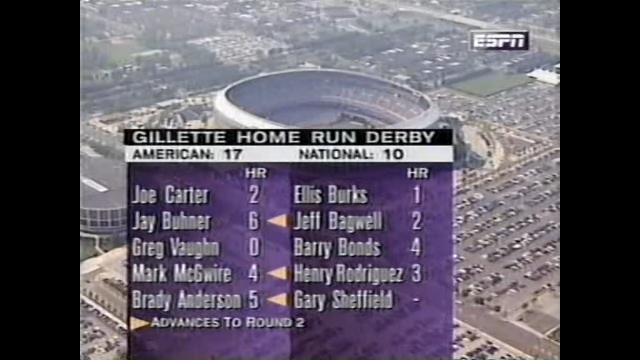 ESPN
GILLETTE HOME RUN DERBY
AMERICAN: 17 NATIONAL: 10
HR HR
Joe Carter 2 Ellis Burks 1
Jay Buhner 6 Jeff Bagwell 2
Greg Vaughn 0 Barry Bonds 4
Mark McGwire 4 Henry Rodriguez 3
Brady Anderson 5 Gary Sheffield -
ADVANCES TO ROUND 2